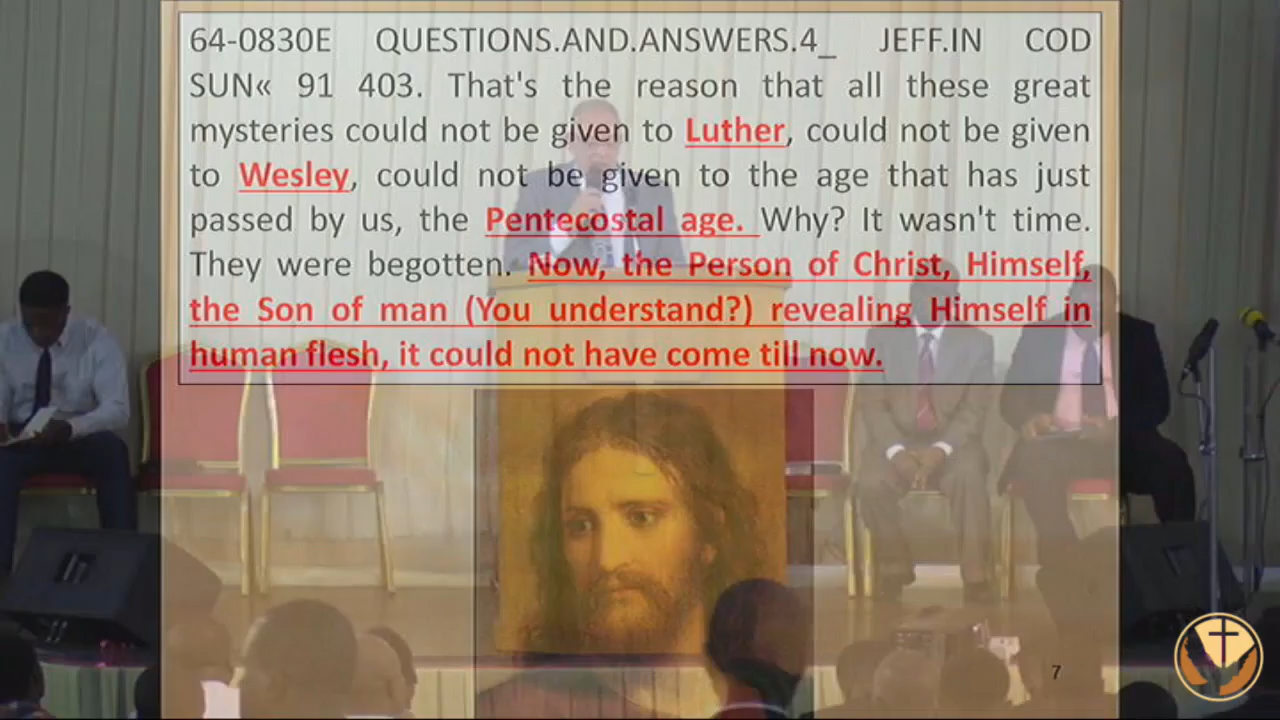 64-0830E QUESTIONS.AND.ANSWERS.4_ JEFF.IN COD
SUN« 91 403. That's the reason that all these great
mysteries could not be given to Luther, could not be given
to Wesley, could not be given to the age that has just
passed by us, the Pentecostal age. Why? It wasn't time.
They were begotten. Now, the Person of Christ, Himself,
the Son of man (You understand?) revealing Himself in
human flesh, it could not have come till now.
7